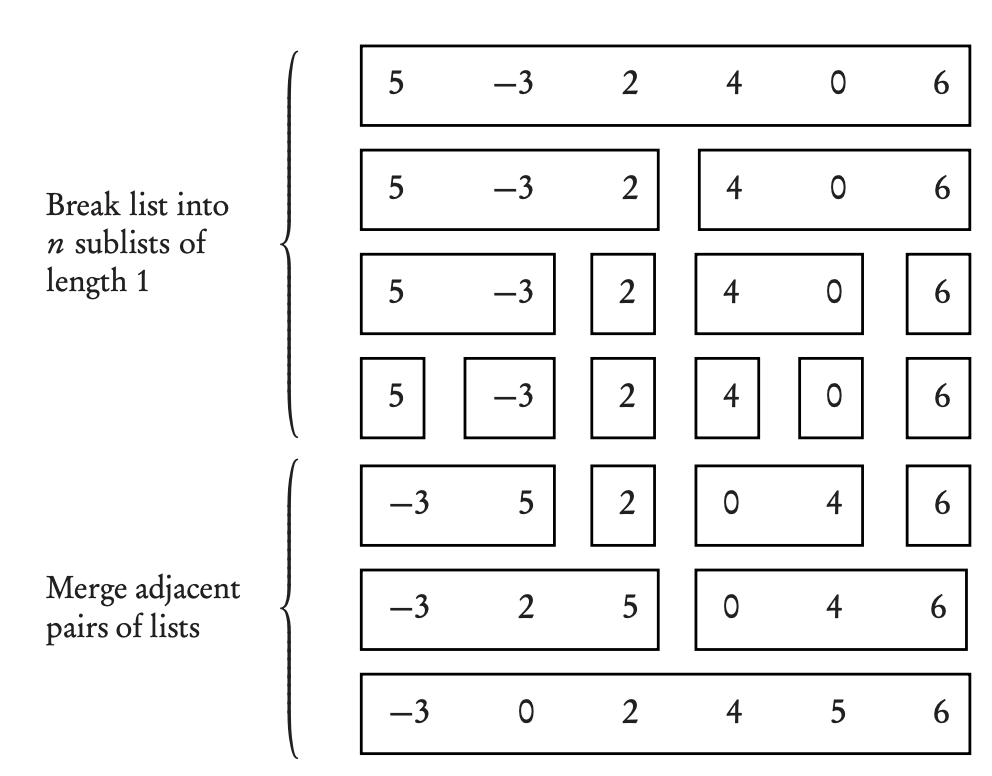 5 −3 2 4 0 6
5 −3 2 4 0 6
Break list into
n sublists of
length 1
5 −3 2 4 0 6
5 −3 2 4 0 6
−3 5 2 0 4 6
Merge adjacent
pairs of lists
−3 2 5 0 4 6
−3 0 2 4 5 6